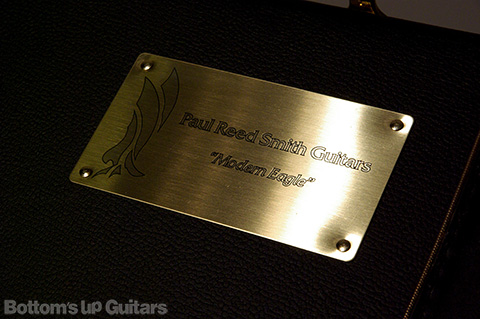 Paul Reed Smith Guitars
"Modern Eagle"
Bottom's Up Guitars